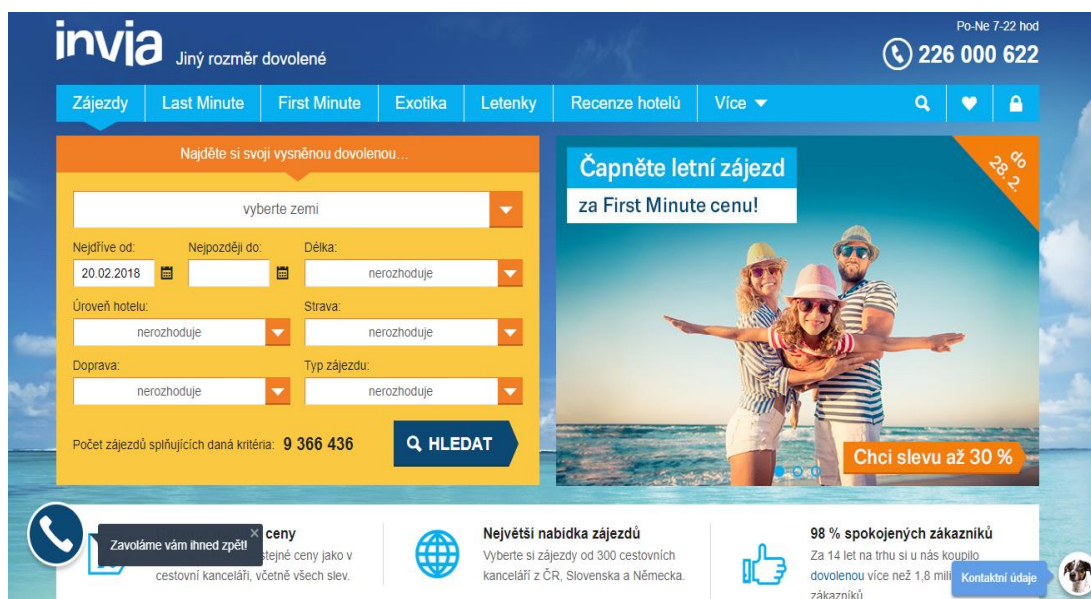 invia Jiný rozměr dovolené
Po-Ne 7-22 hod
226 000 622
Zájezdy Last Minute First Minute Exotika Letenky Recenze hotelů Více
Najděte si svoji vysněnou dovolenou...
vyberte zemi
Nejdříve od: Nejpozději do: Délka:
20.02.2018 nerozhoduje
Úroveň hotelu: Strava:
nerozhoduje nerozhoduje
Doprava: Typ zájezdu:
nerozhoduje nerozhoduje
Počet zájezdů splňujících daná kritéria: 9 366 436 HLEDAT
Čapněte letní zájezd
za First Minute cenu!
do
28. 2.
Chci slevu až 30 %
Zavoláme vám ihned zpět!
ceny
stejné ceny jako v
cestovní kanceláři, včetně všech slev.
Největší nabídka zájezdů
Vyberte si zájezdy od 300 cestovních
kanceláří z ČR, Slovenska a Německa.
98 % spokojených zákazníků
Za 14 let na trhu si u nás koupilo
dovolenou více než 1,8 mili
zákazníků
Kontaktní údaje